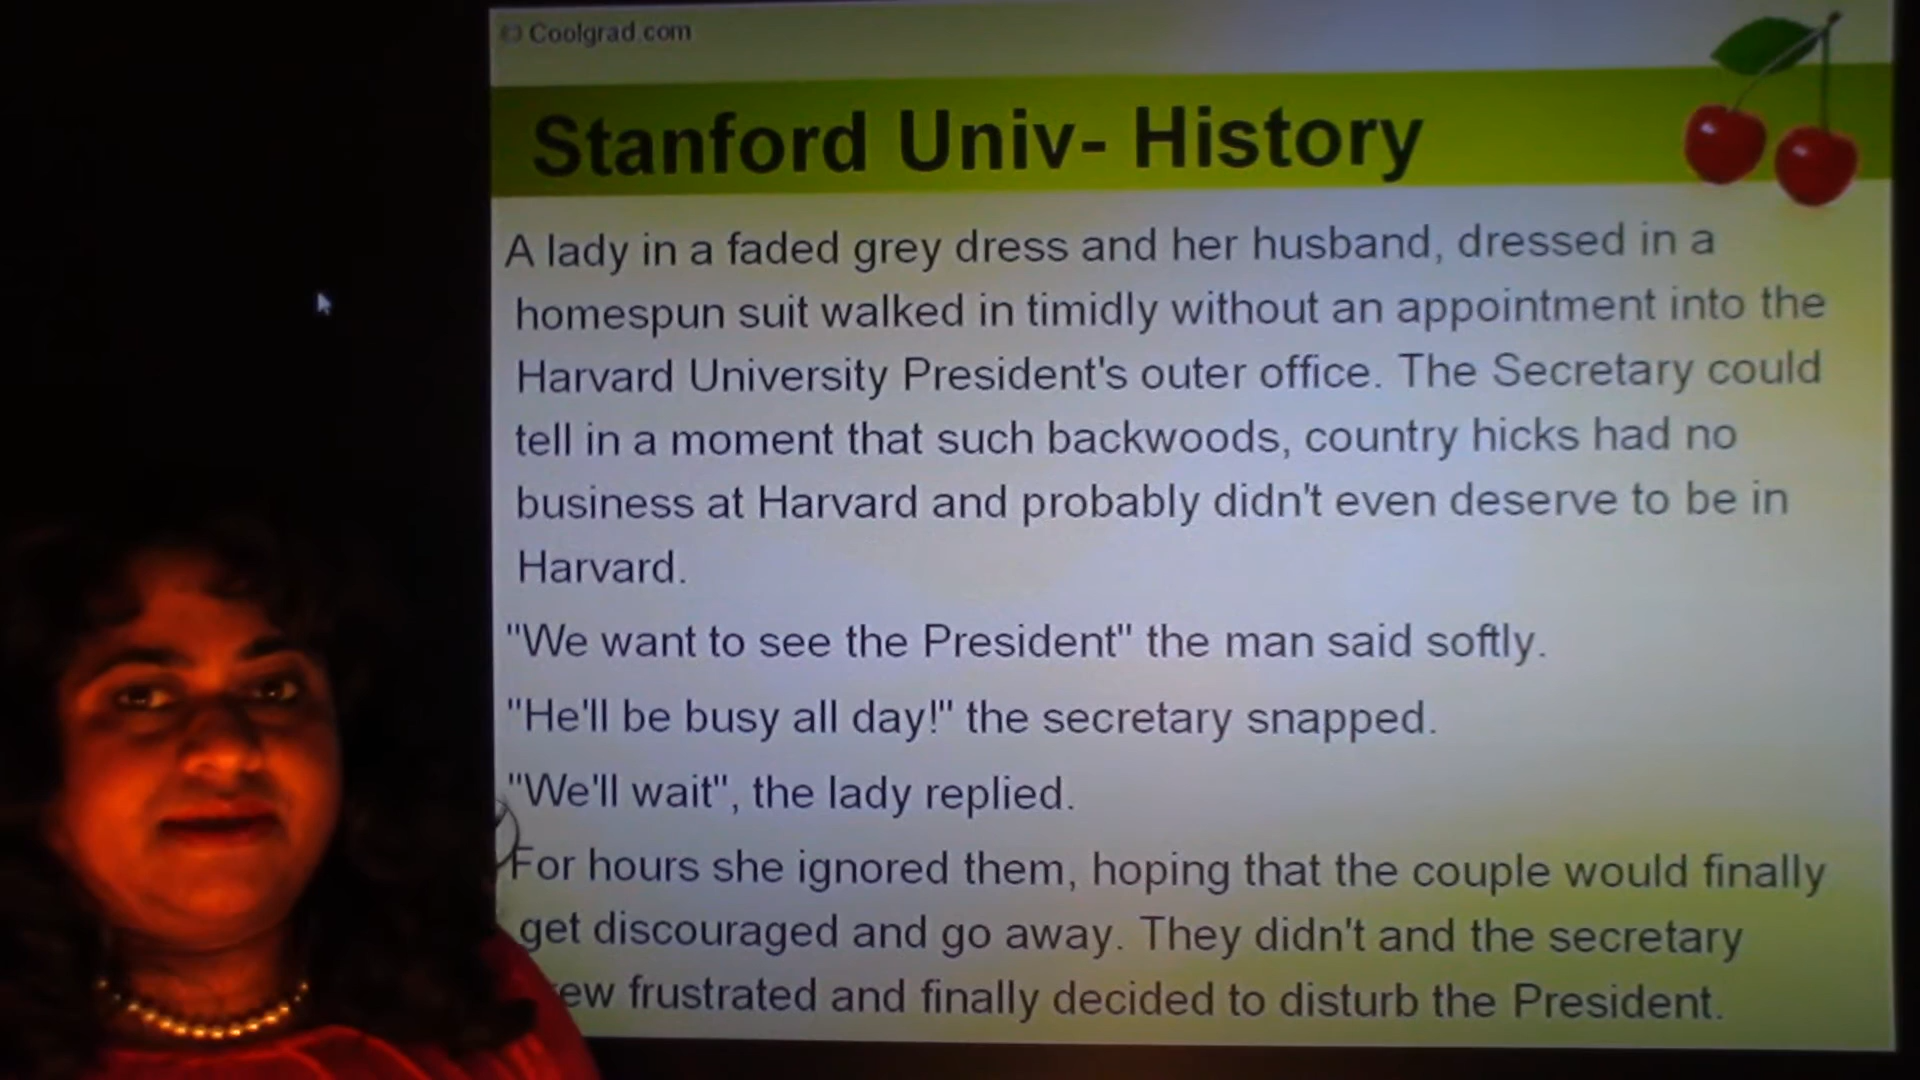 © Coolgrad.com
Stanford Univ- History
A lady in a faded grey dress and her husband, dressed in a
homespun suit walked in timidly without an appointment into the
Harvard University President's outer office. The Secretary could
tell in a moment that such backwoods, country hicks had no
business at Harvard and probably didn't even deserve to be in
Harvard.
"We want to see the President" the man said softly.
"He'll be busy all day!" the secretary snapped.
"We'll wait", the lady replied.
For hours she ignored them, hoping that the couple would finally
get discouraged and go away. They didn't and the secretary
frustrated and finally decided to disturb the President.